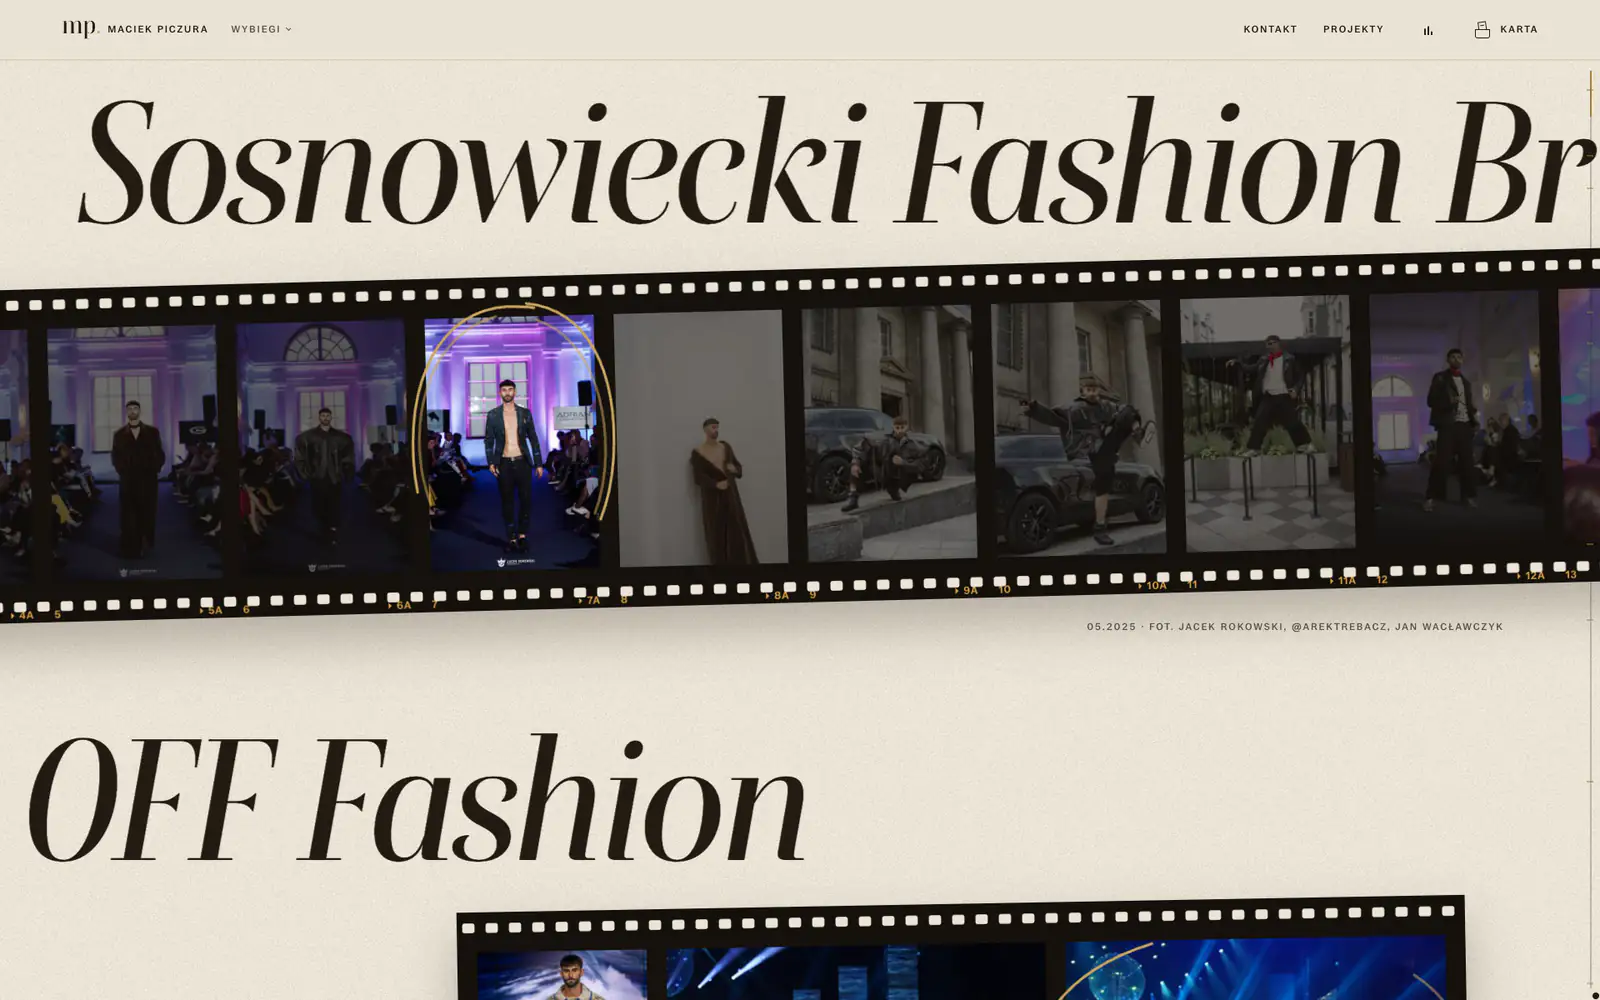 mp. MACIEK PICZURA WYBIEGI KONTAKT PROJEKTY KARTA
Sosnowiecki Fashion Br
4A 5 5A 6 6A 7 7A 8 8A 9 9A 10 10A 11 11A 12 12A 13
05.2025 · FOT. JACEK ROKOWSKI, @AREKTREBACZ, JAN WACŁAWCZYK
OFF Fashion